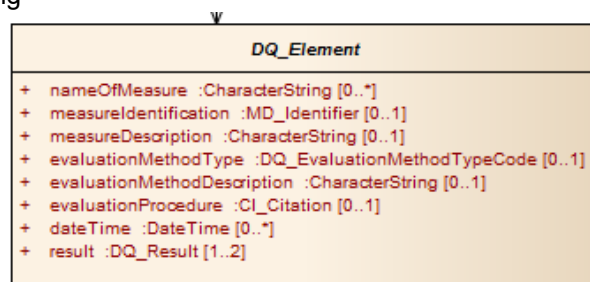 ng
DQ_Element
+ nameOfMeasure :CharacterString [0..*]
+ measureIdentification :MD_Identifier [0..1]
+ measureDescription :CharacterString [0..1]
+ evaluationMethodType :DQ_EvaluationMethodTypeCode [0..1]
+ evaluationMethodDescription :CharacterString [0..1]
+ evaluationProcedure :CI_Citation [0..1]
+ dateTime :DateTime [0..*]
+ result :DQ_Result [1..2]